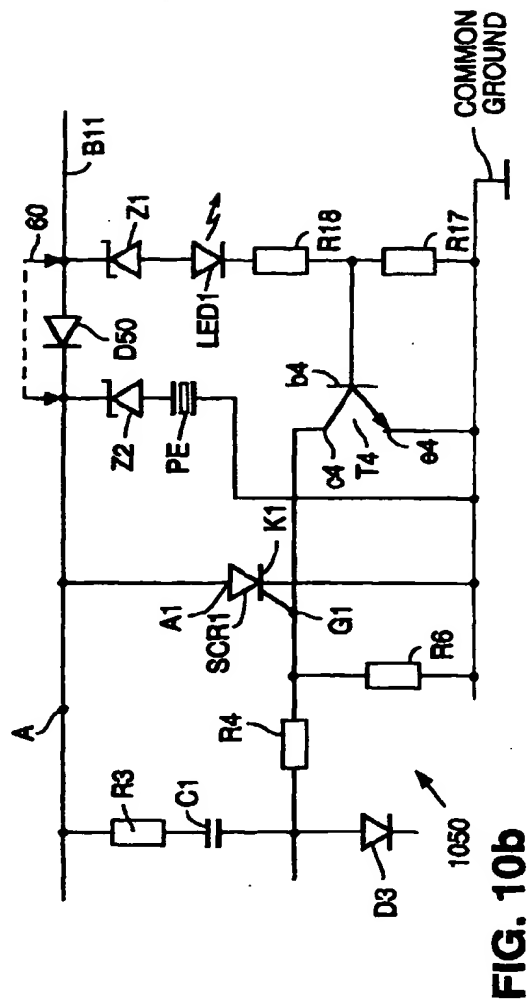 A
B11
60
D50
Z2
Z1
PE
LED1
R18
R17
COMMON
GROUND
b4
c4
T4
e4
A1
SCR1
K1
G1
R3
C1
R4
R6
D3
1050
FIG. 10b